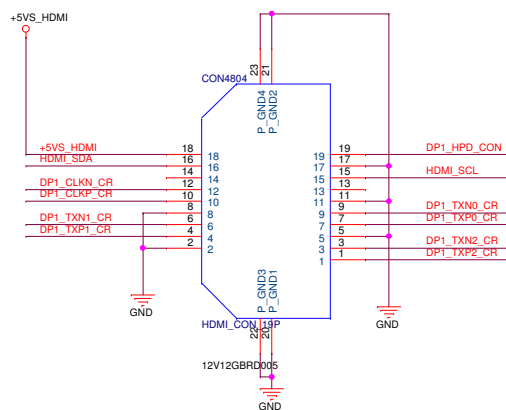 +5VS_HDMI
23
21
CON4804
P_GND4
P_GND2
+5VS_HDMI 18 18 19 19 DP1_HPD_CON
HDMI_SDA 16 16 17 17
14 14 15 15 HDMI_SCL
DP1_CLKN_CR 12 12 13 13
DP1_CLKP_CR 10 10 11 11
8 8 9 9 DP1_TXN0_CR
DP1_TXN1_CR 6 6 7 7 DP1_TXP0_CR
DP1_TXP1_CR 4 4 5 5
2 2 3 3 DP1_TXN2_CR
1 1 DP1_TXP2_CR
P_GND3
P_GND1
GND
HDMI_CON_19P
GND
22
20
12V12GBRD005
GND